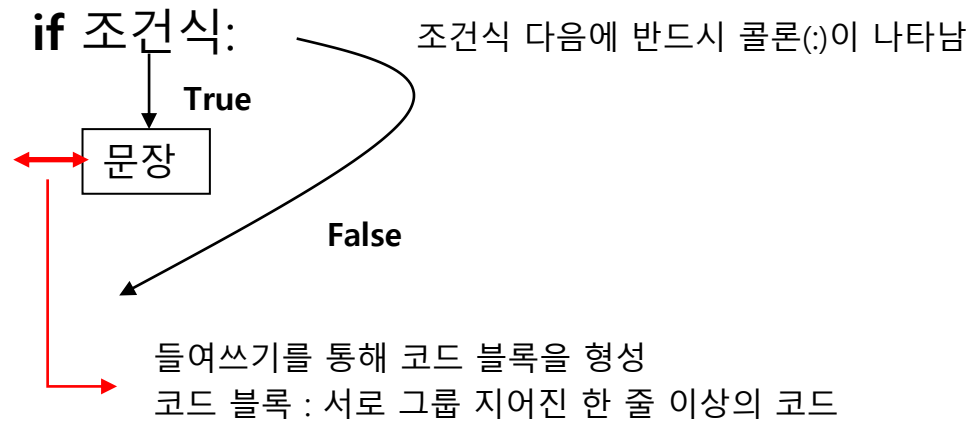 if 조건식:
조건식 다음에 반드시 콜론(:)이 나타남
True
문장
False
들여쓰기를 통해 코드 블록을 형성
코드 블록 : 서로 그룹 지어진 한 줄 이상의 코드